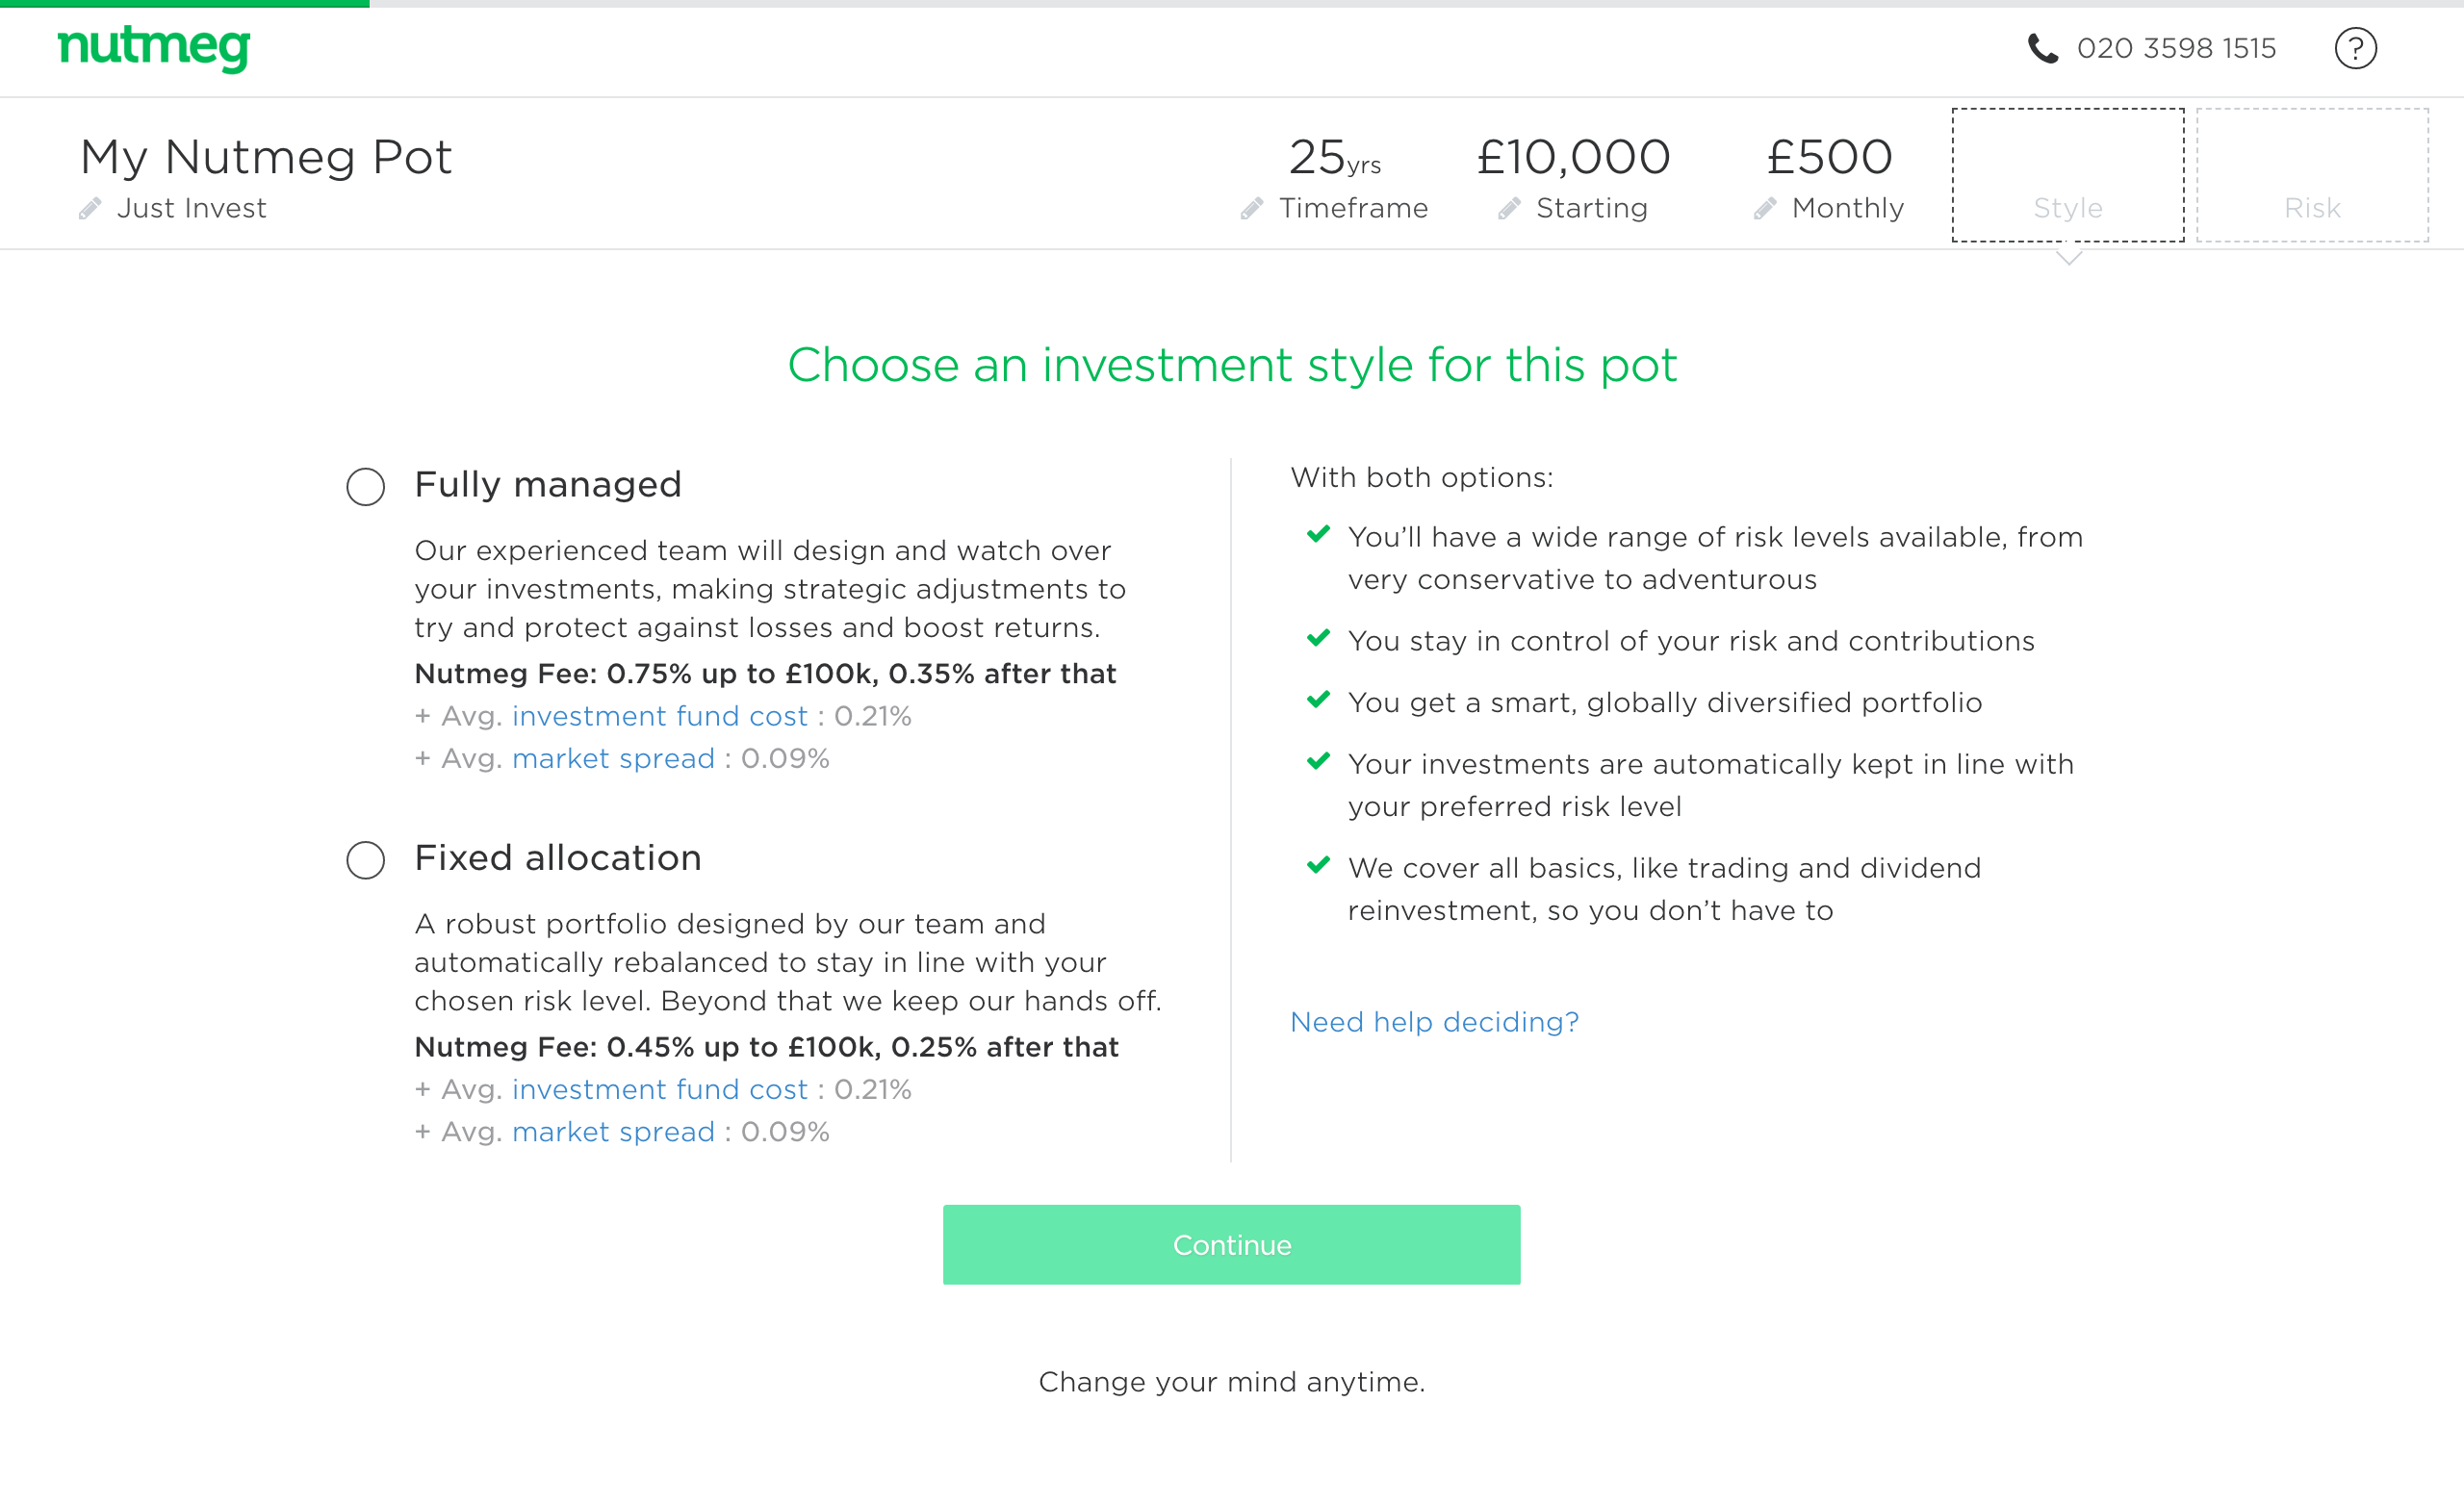 nutmeg
020 3598 1515
?
My Nutmeg Pot
Just Invest
25yrs
Timeframe
£10,000
Starting
£500
Monthly
Style
Risk
Choose an investment style for this pot
Fully managed
Our experienced team will design and watch over
your investments, making strategic adjustments to
try and protect against losses and boost returns.
Nutmeg Fee: 0.75% up to £100k, 0.35% after that
+ Avg. investment fund cost : 0.21%
+ Avg. market spread : 0.09%
Fixed allocation
A robust portfolio designed by our team and
automatically rebalanced to stay in line with your
chosen risk level. Beyond that we keep our hands off.
Nutmeg Fee: 0.45% up to £100k, 0.25% after that
+ Avg. investment fund cost : 0.21%
+ Avg. market spread : 0.09%
With both options:
You’ll have a wide range of risk levels available, from
very conservative to adventurous
You stay in control of your risk and contributions
You get a smart, globally diversified portfolio
Your investments are automatically kept in line with
your preferred risk level
We cover all basics, like trading and dividend
reinvestment, so you don’t have to
Need help deciding?
Continue
Change your mind anytime.